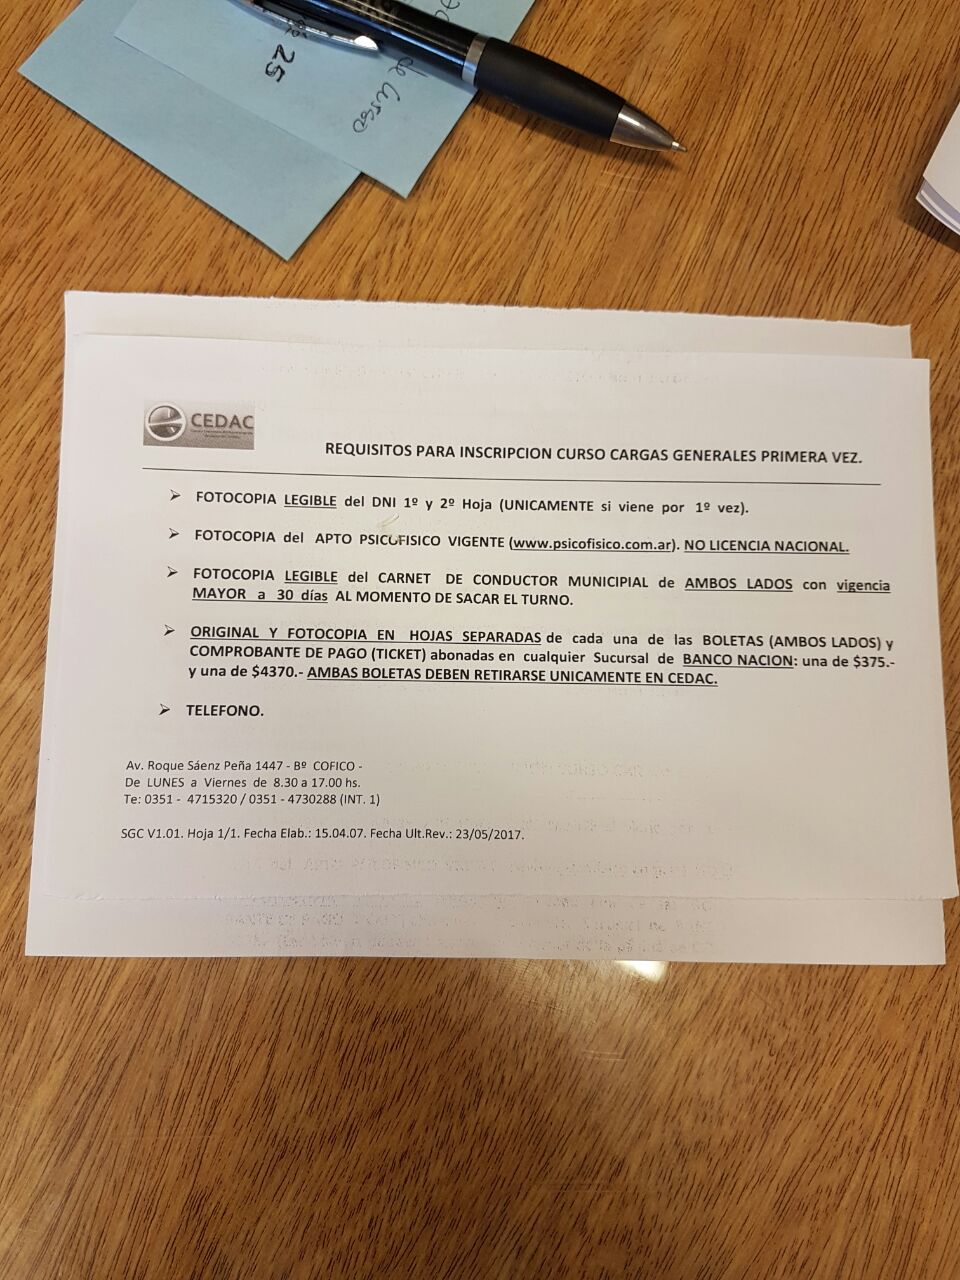 25
de curso
CEDAC
REQUISITOS PARA INSCRIPCION CURSO CARGAS GENERALES PRIMERA VEZ.
➢ FOTOCOPIA LEGIBLE del DNI 1º y 2º Hoja (UNICAMENTE si viene por 1º vez).
➢ FOTOCOPIA del APTO PSICOFISICO VIGENTE (www.psicofisico.com.ar). NO LICENCIA NACIONAL.
➢ FOTOCOPIA LEGIBLE del CARNET DE CONDUCTOR MUNICIPAL de AMBOS LADOS con vigencia
MAYOR a 30 días AL MOMENTO DE SACAR EL TURNO.
➢ ORIGINAL Y FOTOCOPIA EN HOJAS SEPARADAS de cada una de las BOLETAS (AMBOS LADOS) y
COMPROBANTE DE PAGO (TICKET) abonadas en cualquier Sucursal de BANCO NACION: una de $375.-
y una de $4370.- AMBAS BOLETAS DEBEN RETIRARSE UNICAMENTE EN CEDAC.
➢ TELEFONO.
Av. Roque Sáenz Peña 1447 - Bº COFICO -
De LUNES a Viernes de 8.30 a 17.00 hs.
Te: 0351 - 4715320 / 0351 - 4730288 (INT. 1)
SGC V1.01. Hoja 1/1. Fecha Elab.: 15.04.07. Fecha Ult.Rev.: 23/05/2017.